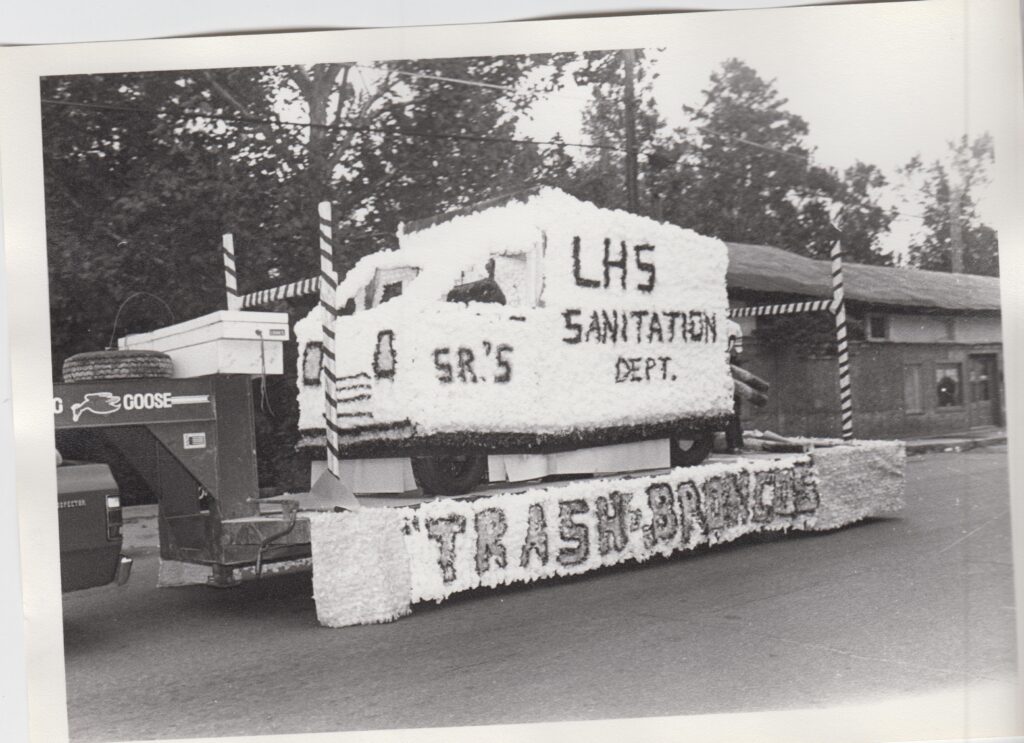 LHS
SANITATION
DEPT.
SR.'S
G GOOSE
"TRASH-BRONCOS